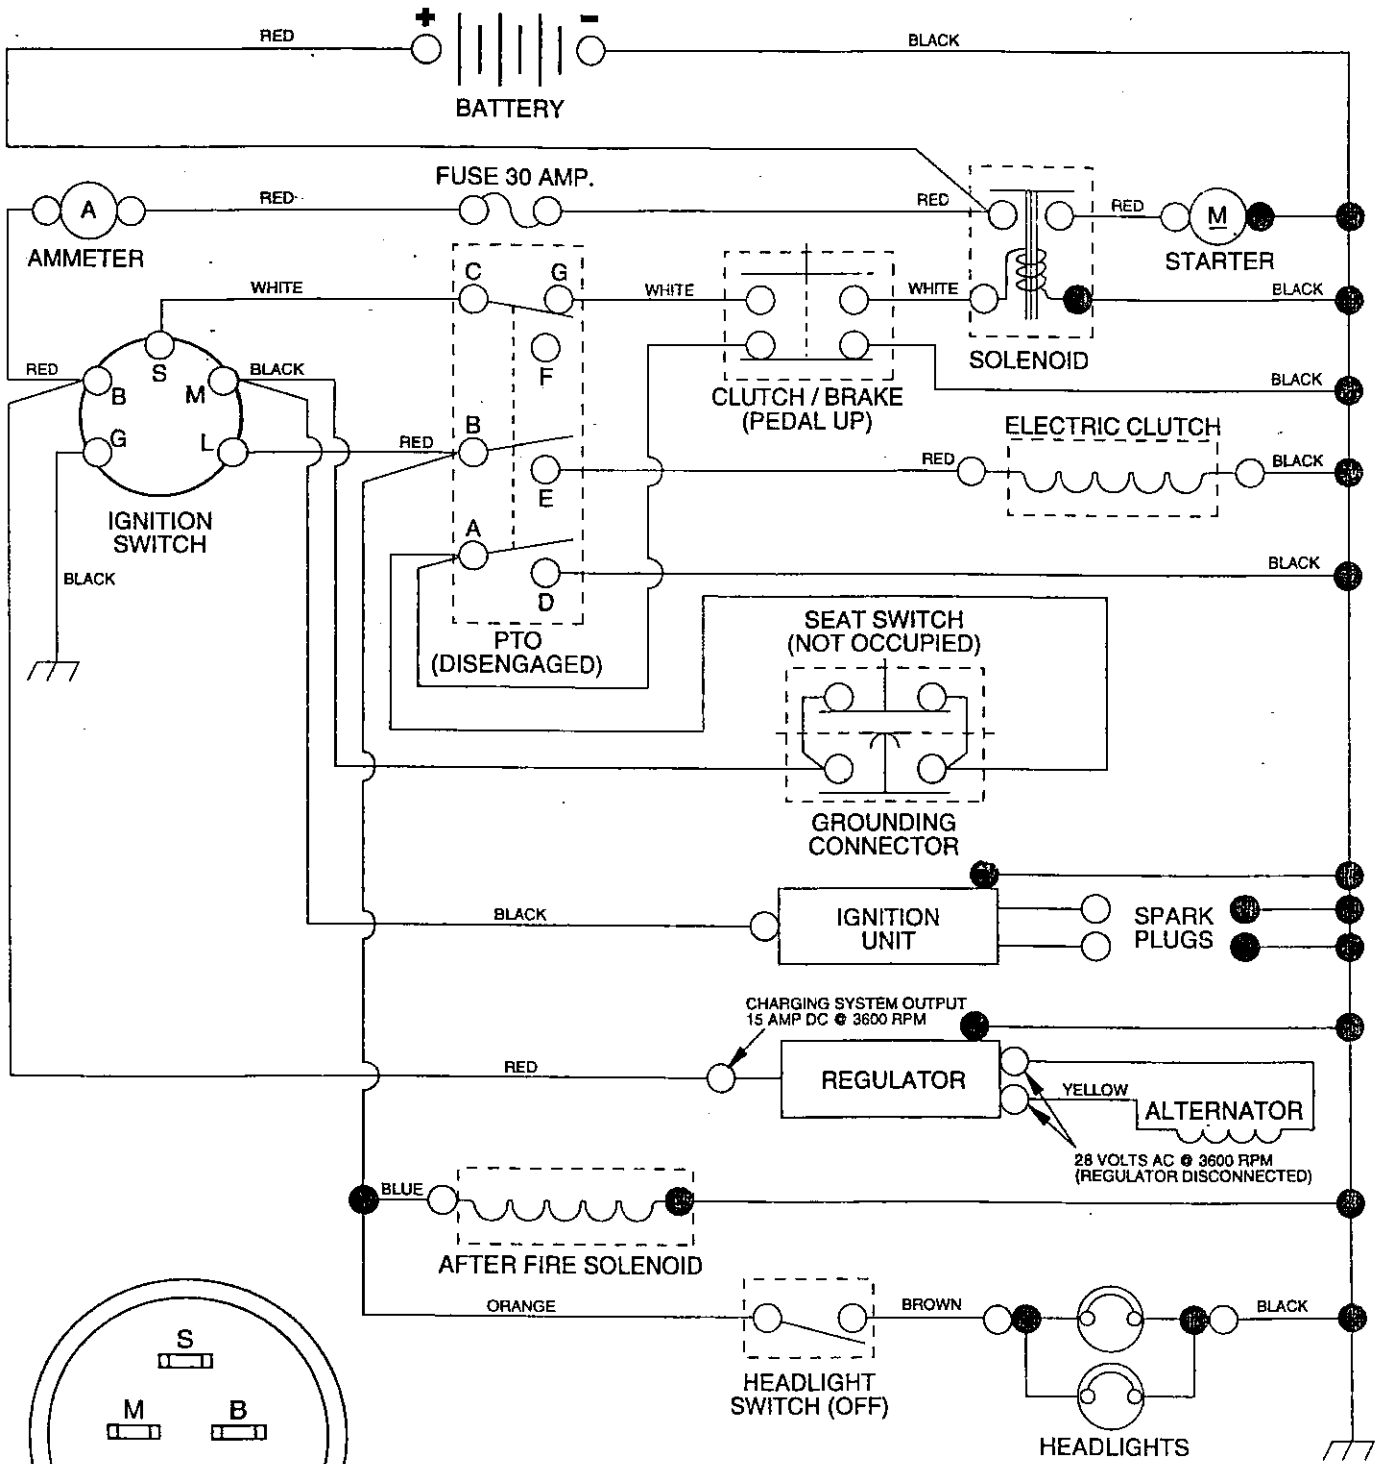 + -
RED
BLACK
BATTERY
FUSE 30 AMP.
RED
RED
RED
A
M
AMMETER
STARTER
C G
WHITE
WHITE
WHITE
BLACK
SOLENOID
S
F
RED
BLACK
B
M
CLUTCH / BRAKE
(PEDAL UP)
BLACK
G
L
RED
B
ELECTRIC CLUTCH
RED
BLACK
E
IGNITION
SWITCH
A
BLACK
BLACK
D
PTO
(DISENGAGED)
SEAT SWITCH
(NOT OCCUPIED)
GROUNDING
CONNECTOR
BLACK
IGNITION
UNIT
SPARK
PLUGS
CHARGING SYSTEM OUTPUT
15 AMP DC @ 3600 RPM
RED
REGULATOR
YELLOW
ALTERNATOR
28 VOLTS AC @ 3600 RPM
(REGULATOR DISCONNECTED)
BLUE
AFTER FIRE SOLENOID
ORANGE
BROWN
BLACK
HEADLIGHT
SWITCH (OFF)
HEADLIGHTS
S
M B